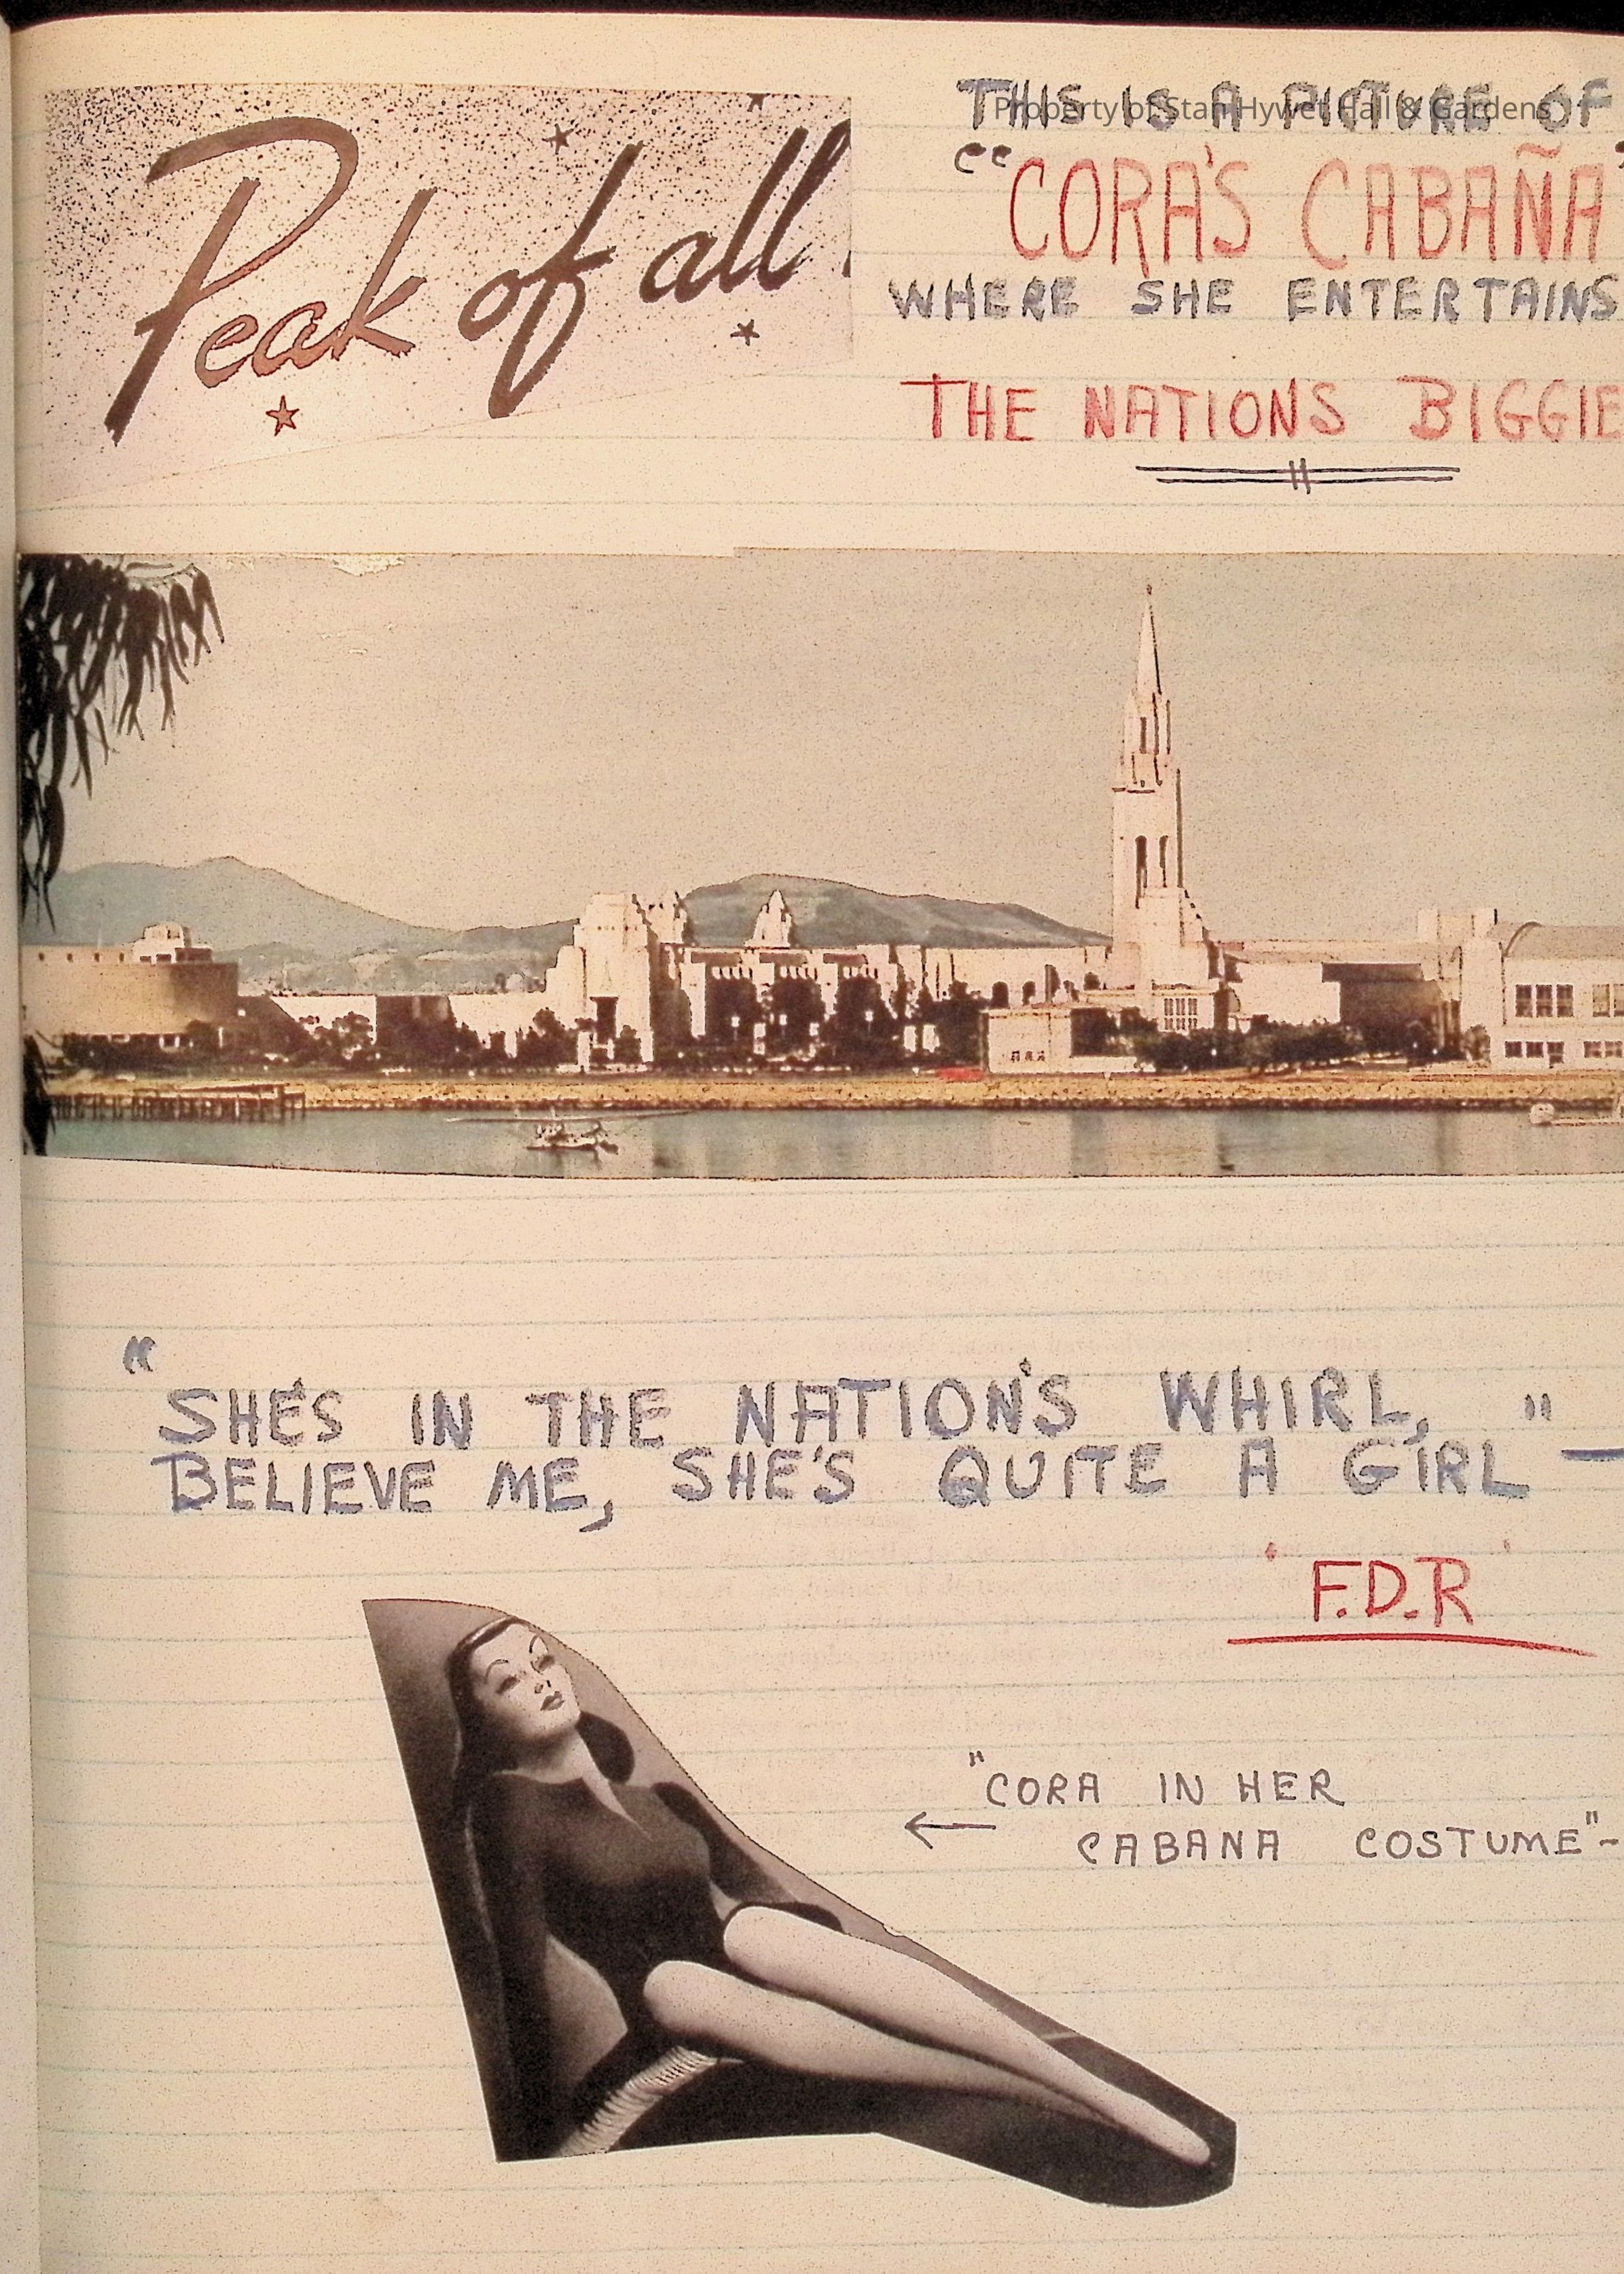 Peak of all
THIS IS A PICTURE OF
Property of Stan Hywet Hall & Gardens
"CORA'S CABAÑA"
WHERE SHE ENTERTAINS
THE NATIONS BIGGIE
"SHE'S IN THE NATION'S WHIRL,"
BELIEVE ME, SHE'S QUITE A GIRL —
'F.D.R'
"CORA IN HER
CABANA COSTUME"-